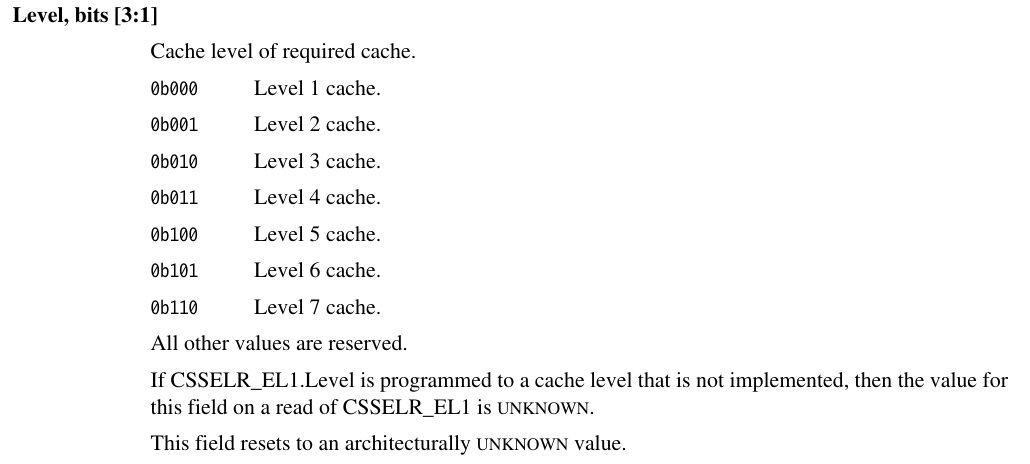 Level, bits [3:1]
Cache level of required cache.
0b000 Level 1 cache.
0b001 Level 2 cache.
0b010 Level 3 cache.
0b011 Level 4 cache.
0b100 Level 5 cache.
0b101 Level 6 cache.
0b110 Level 7 cache.
All other values are reserved.
If CSSELR_EL1.Level is programmed to a cache level that is not implemented, then the value for
this field on a read of CSSELR_EL1 is UNKNOWN.
This field resets to an architecturally UNKNOWN value.